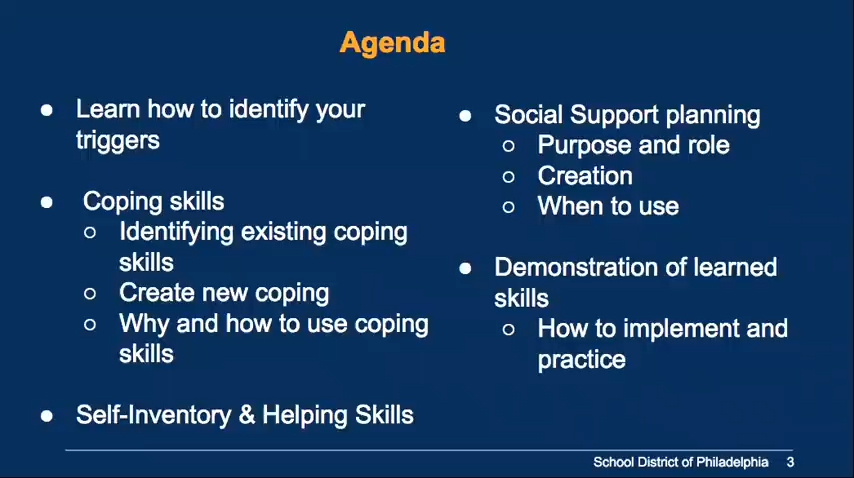 Agenda
● Learn how to identify your
triggers
● Coping skills
○ Identifying existing coping
skills
○ Create new coping
○ Why and how to use coping
skills
● Self-Inventory & Helping Skills
● Social Support planning
○ Purpose and role
○ Creation
○ When to use
● Demonstration of learned
skills
○ How to implement and
practice
School District of Philadelphia 3